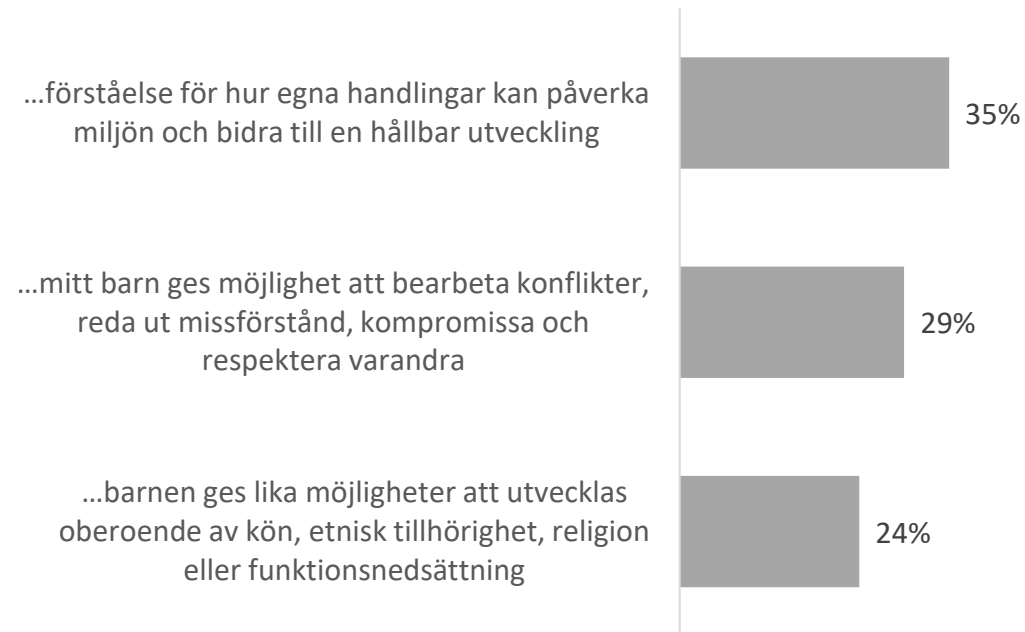 …förståelse för hur egna handlingar kan påverka
miljön och bidra till en hållbar utveckling
35%
…mitt barn ges möjlighet att bearbeta konflikter,
reda ut missförstånd, kompromissa och
respektera varandra
29%
…barnen ges lika möjligheter att utvecklas
oberoende av kön, etnisk tillhörighet, religion
eller funktionsnedsättning
24%